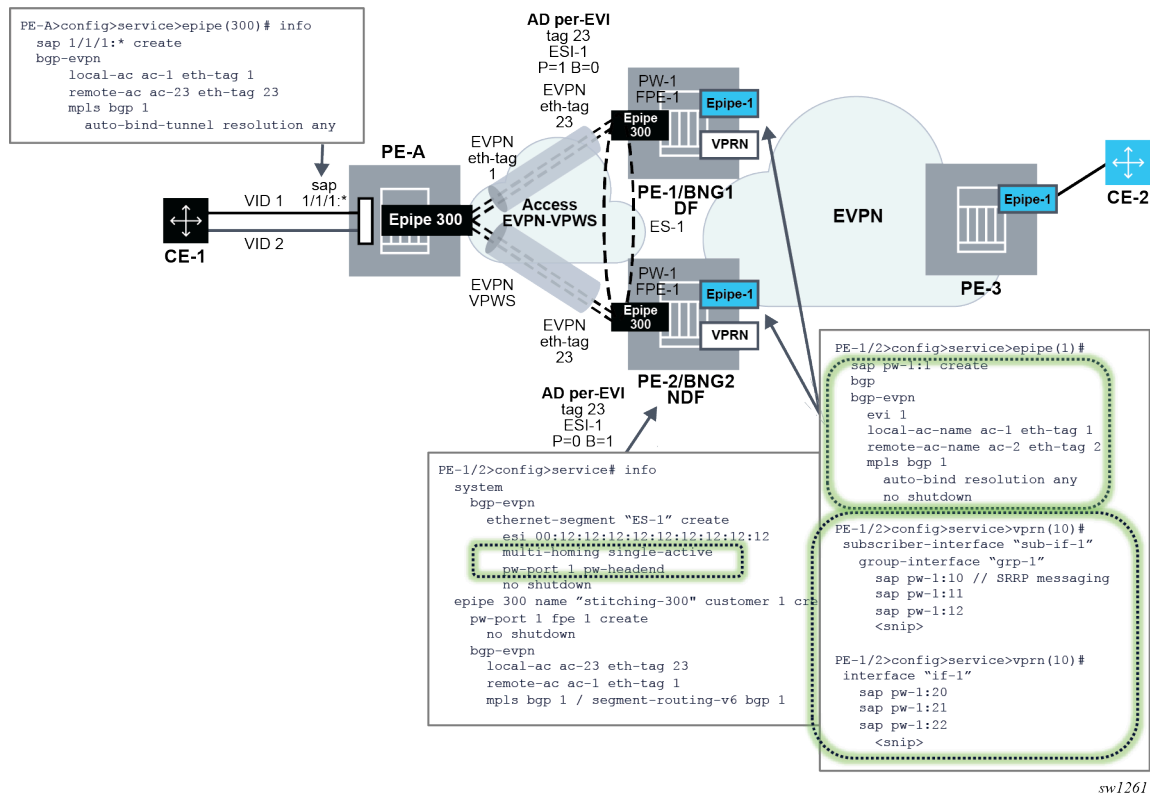 PE-A>config>service>epipe(300)# info
sap 1/1/1:* create
bgp-evpn
local-ac ac-1 eth-tag 1
remote-ac ac-23 eth-tag 23
mpls bgp 1
auto-bind-tunnel resolution any
AD per-EVI
tag 23
ESI-1
P=1 B=0
EVPN
eth-tag
23
PW-1
FPE-1
Epipe-1
Epipe
300
VPRN
PE-1/BNG1
DF
EVPN
eth-tag
1
PE-A
sap
1/1/1:*
VID 1
VID 2
CE-1
Epipe 300
Access
EVPN-VPWS
ES-1
EVPN
Epipe-1
CE-2
PE-3
EVPN
VPWS
EVPN
eth-tag
23
PW-1
FPE-1
Epipe-1
Epipe
300
VPRN
PE-2/BNG2
NDF
AD per-EVI
tag 23
ESI-1
P=0 B=1
PE-1/2>config>service# info
system
bgp-evpn
ethernet-segment “ES-1” create
esi 00:12:12:12:12:12:12:12:12:12
multi-homing single-active
pw-port 1 pw-headend
no shutdown
epipe 300 name ”stitching-300" customer 1 cre
pw-port 1 fpe 1 create
no shutdown
bgp-evpn
local-ac ac-23 eth-tag 23
remote-ac ac-1 eth-tag 1
mpls bgp 1 / segment-routing-v6 bgp 1
PE-1/2>config>service>epipe(1)#
sap pw-1:1 create
bgp
bgp-evpn
evi 1
local-ac-name ac-1 eth-tag 1
remote-ac-name ac-2 eth-tag 2
mpls bgp 1
auto-bind resolution any
no shutdown
PE-1/2>config>service>vprn(10)#
subscriber-interface “sub-if-1”
group-interface “grp-1”
sap pw-1:10 // SRRP messaging
sap pw-1:11
sap pw-1:12
<snip>
PE-1/2>config>service>vprn(10)#
interface “if-1”
sap pw-1:20
sap pw-1:21
sap pw-1:22
<snip>
sw1261